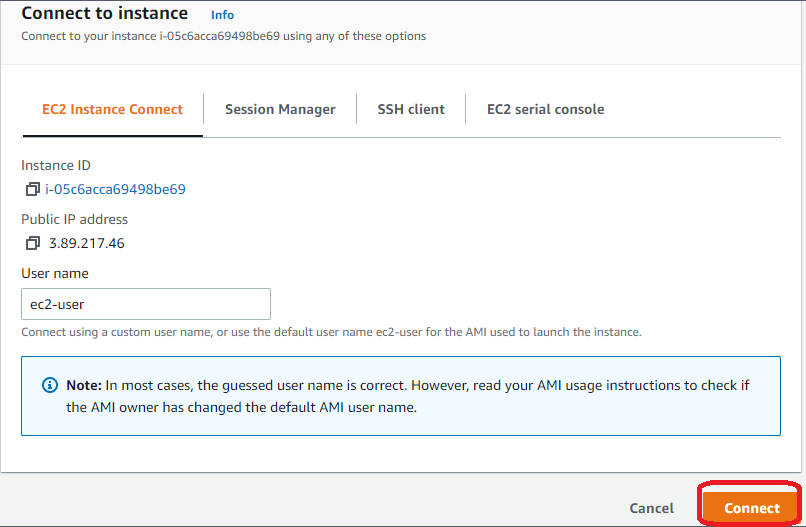 Connect to instance Info
Connect to your instance i-05c6acca69498be69 using any of these options
EC2 Instance Connect Session Manager SSH client EC2 serial console
Instance ID
i-05c6acca69498be69
Public IP address
3.89.217.46
User name
ec2-user
Connect using a custom user name, or use the default user name ec2-user for the AMI used to launch the instance.
Note: In most cases, the guessed user name is correct. However, read your AMI usage instructions to check if
the AMI owner has changed the default AMI user name.
Cancel Connect